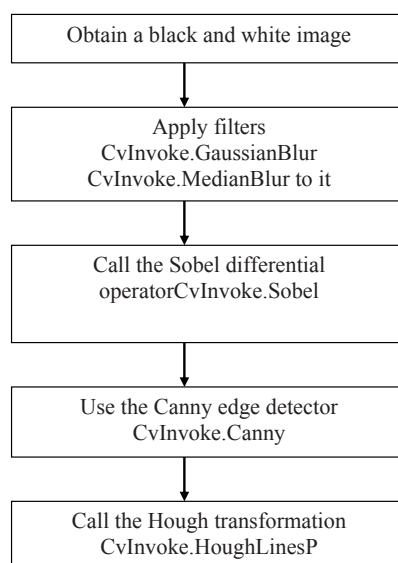 Obtain a black and white image
Apply filters
CvInvoke.GaussianBlur
CvInvoke.MedianBlur to it
Call the Sobel differential
operatorCvInvoke.Sobel
Use the Canny edge detector
CvInvoke.Canny
Call the Hough transformation
CvInvoke.HoughLinesP